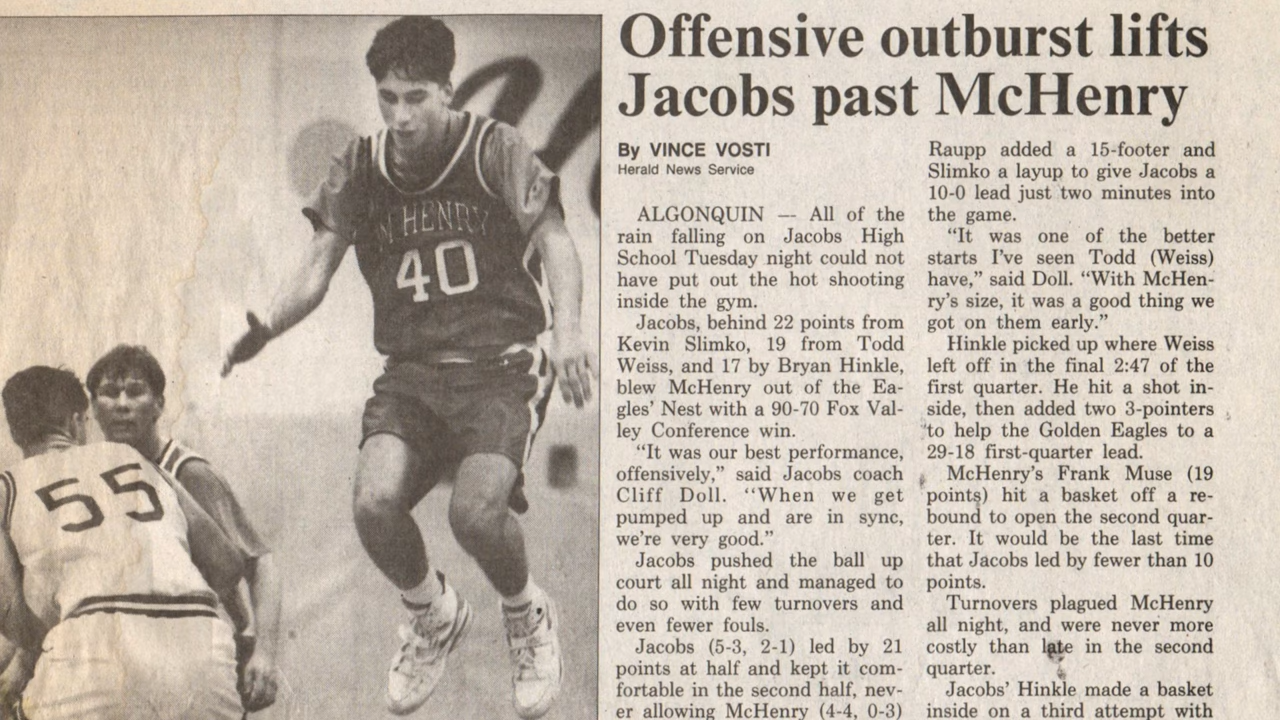 Offensive outburst lifts
Jacobs past McHenry
By VINCE VOSTI
Herald News Service
ALGONQUIN — All of the
rain falling on Jacobs High
School Tuesday night could not
have put out the hot shooting
inside the gym.
Jacobs, behind 22 points from
Kevin Slimko, 19 from Todd
Weiss, and 17 by Bryan Hinkle,
blew McHenry out of the Ea-
gles' Nest with a 90-70 Fox Val-
ley Conference win.
"It was our best performance,
offensively," said Jacobs coach
Cliff Doll. "When we get
pumped up and are in sync,
we're very good."
Jacobs pushed the ball up
court all night and managed to
do so with few turnovers and
even fewer fouls.
Jacobs (5-3, 2-1) led by 21
points at half and kept it com-
fortable in the second half, nev-
er allowing McHenry (4-4, 0-3)
Raupp added a 15-footer and
Slimko a layup to give Jacobs a
10-0 lead just two minutes into
the game.
"It was one of the better
starts I've seen Todd (Weiss)
have," said Doll. "With McHen-
ry's size, it was a good thing we
got on them early."
Hinkle picked up where Weiss
left off in the final 2:47 of the
first quarter. He hit a shot in-
side, then added two 3-pointers
to help the Golden Eagles to a
29-18 first-quarter lead.
McHenry's Frank Muse (19
points) hit a basket off a re-
bound to open the second quar-
ter. It would be the last time
that Jacobs led by fewer than 10
points.
Turnovers plagued McHenry
all night, and were never more
costly than late in the second
quarter.
Jacobs' Hinkle made a basket
inside on a third attempt with
McHENRY
40
55